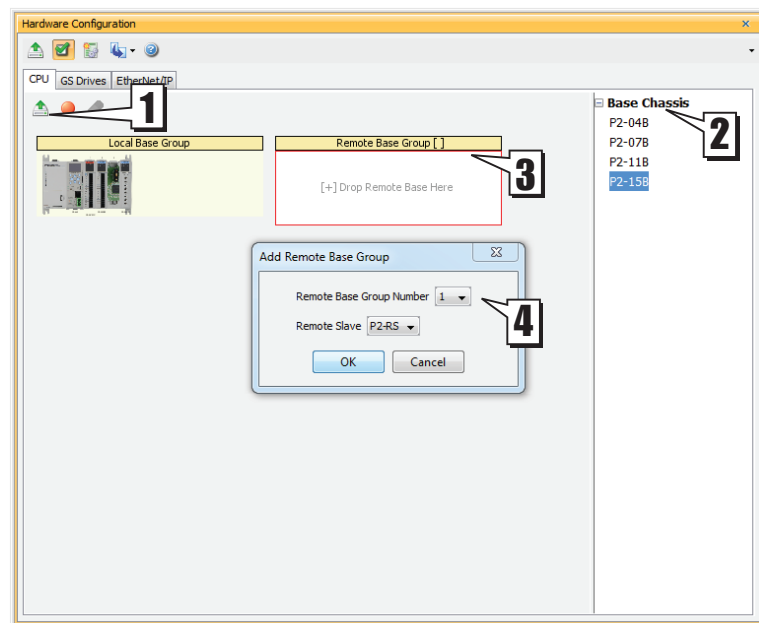 Hardware Configuration
CPU GS Drives EtherNet/IP
1
Base Chassis
P2-04B
P2-07B
P2-11B
P2-15B
2
Local Base Group
Remote Base Group [ ]
3
[+] Drop Remote Base Here
Add Remote Base Group
Remote Base Group Number 1
Remote Slave P2-RS
4
OK Cancel